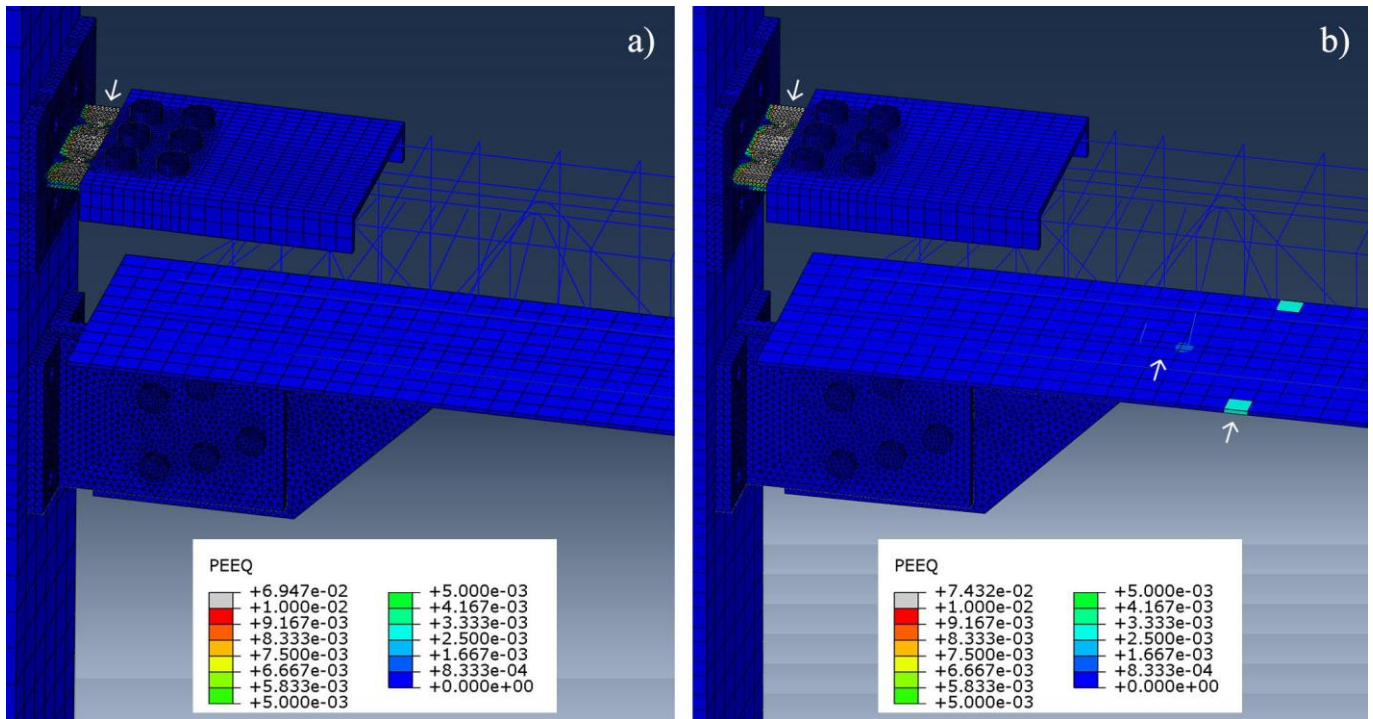 a)
PEEQ
+6.947e-02
+1.000e-02
+9.167e-03
+8.333e-03
+7.500e-03
+6.667e-03
+5.833e-03
+5.000e-03
+5.000e-03
+4.167e-03
+3.333e-03
+2.500e-03
+1.667e-03
+8.333e-04
+0.000e+00
b)
PEEQ
+7.432e-02
+1.000e-02
+9.167e-03
+8.333e-03
+7.500e-03
+6.667e-03
+5.833e-03
+5.000e-03
+5.000e-03
+4.167e-03
+3.333e-03
+2.500e-03
+1.667e-03
+8.333e-04
+0.000e+00